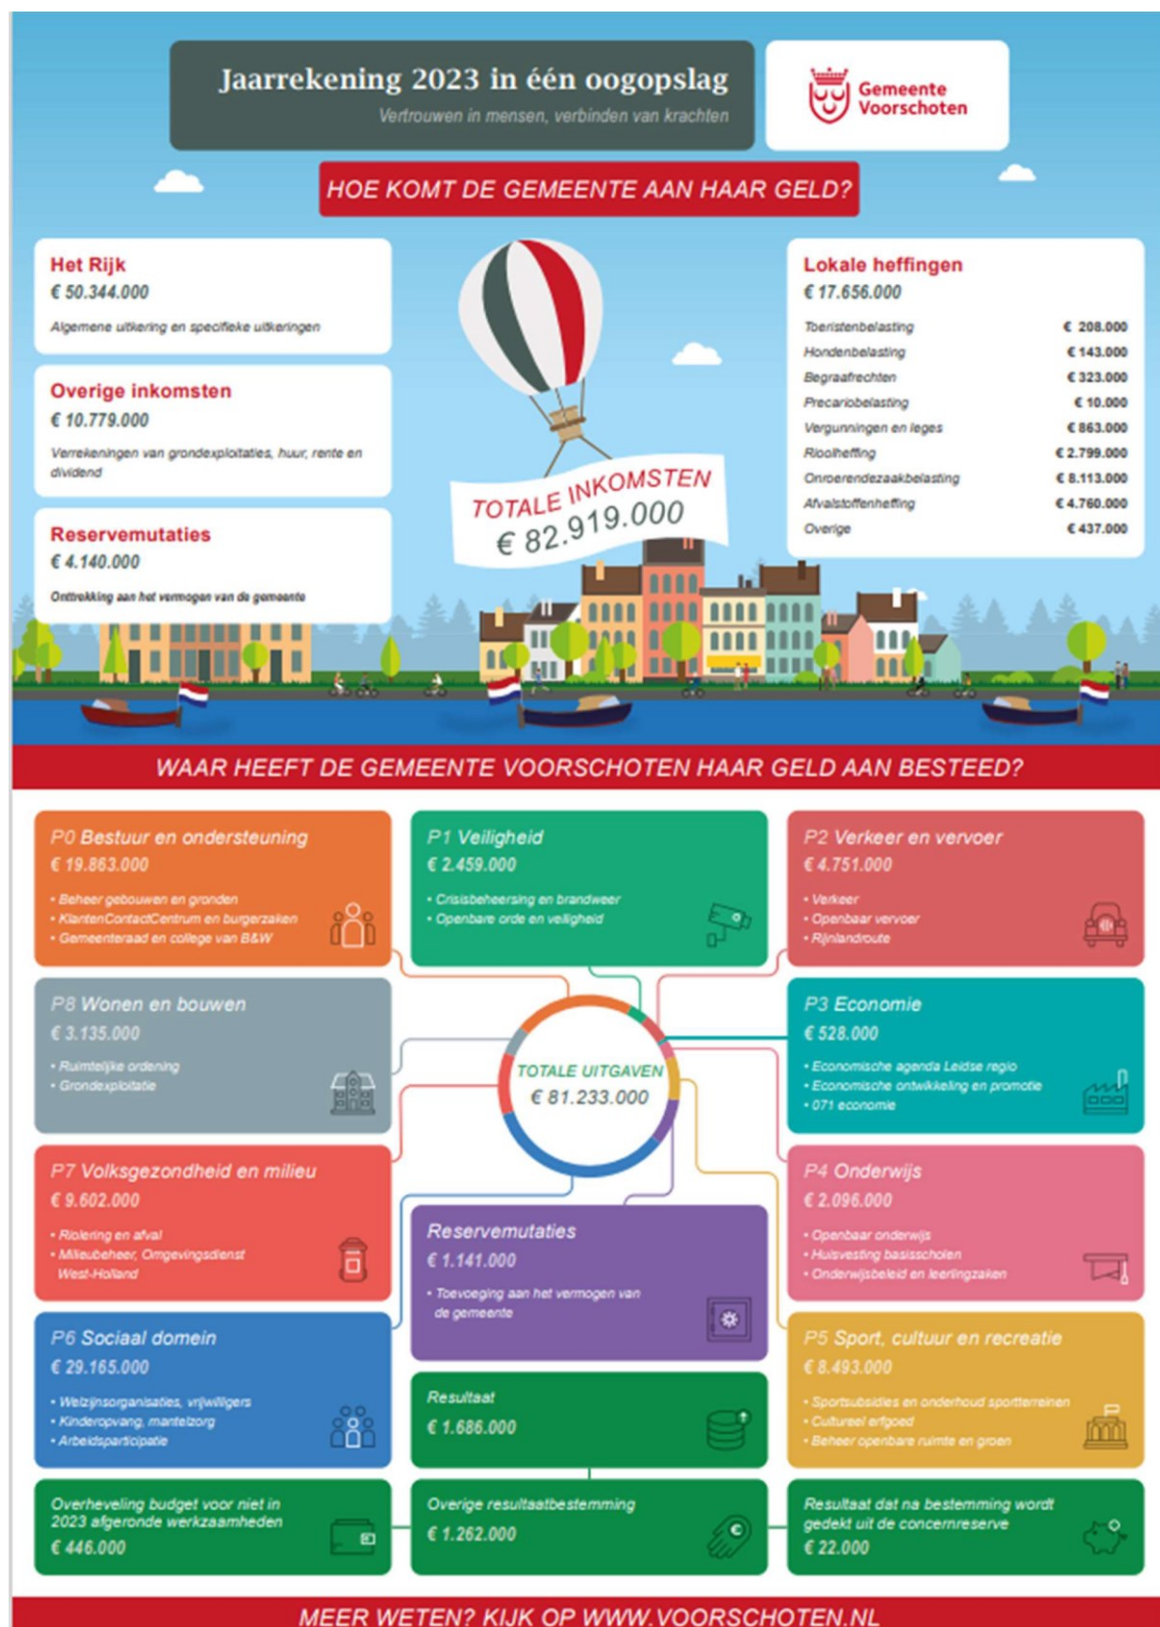 Jaarrekening 2023 in één oogopslag
Vertrouwen in mensen, verbinden van krachten
Gemeente
Voorschoten
HOE KOMT DE GEMEENTE AAN HAAR GELD?
Het Rijk
€ 50.344.000
Algemene uitkering en specifieke uitkeringen
Overige inkomsten
€ 10.779.000
Verrekeningen van grondexploitaties, huur, rente en
dividend
Reservemutaties
€ 4.140.000
Onttrekking aan het vermogen van de gemeente
TOTALE INKOMSTEN
€ 82.919.000
Lokale heffingen
€ 17.656.000
Toeristenbelasting € 208.000
Hondenbelasting € 143.000
Begraafrechten € 323.000
Precariobelasting € 10.000
Vergunningen en leges € 863.000
Rioolheffing € 2.799.000
Onroerendezaakbelasting € 8.113.000
Afvalstoffenheffing € 4.760.000
Overige € 437.000
WAAR HEEFT DE GEMEENTE VOORSCHOTEN HAAR GELD AAN BESTEED?
P0 Bestuur en ondersteuning
€ 19.863.000
• Beheer gebouwen en gronden
• KlantenContactCentrum en burgerzaken
• Gemeenteraad en college van B&W
P1 Veiligheid
€ 2.459.000
• Crisisbeheersing en brandweer
• Openbare orde en veiligheid
P2 Verkeer en vervoer
€ 4.751.000
• Verkeer
• Openbaar vervoer
• Rijnlandroute
P8 Wonen en bouwen
€ 3.135.000
• Ruimtelijke ordening
• Grondexploitatie
TOTALE UITGAVEN
€ 81.233.000
P3 Economie
€ 528.000
• Economische agenda Leidse regio
• Economische ontwikkeling en promotie
• 071 economie
P7 Volksgezondheid en milieu
€ 9.602.000
• Riolering en afval
• Milieubeheer, Omgevingsdienst
West-Holland
Reservemutaties
€ 1.141.000
• Toevoeging aan het vermogen van
de gemeente
P4 Onderwijs
€ 2.096.000
• Openbaar onderwijs
• Huisvesting basisscholen
• Onderwijsbeleid en leerlingzaken
P6 Sociaal domein
€ 29.165.000
• Welzijnsorganisaties, vrijwilligers
• Kinderopvang, mantelzorg
• Arbeidsparticipatie
Resultaat
€ 1.686.000
P5 Sport, cultuur en recreatie
€ 8.493.000
• Sportsubsidies en onderhoud sportterreinen
• Cultureel erfgoed
• Beheer openbare ruimte en groen
Overheveling budget voor niet in
2023 afgeronde werkzaamheden
€ 446.000
Overige resultaatbestemming
€ 1.262.000
Resultaat dat na bestemming wordt
gedekt uit de concernreserve
€ 22.000
MEER WETEN? KIJK OP WWW.VOORSCHOTEN.NL